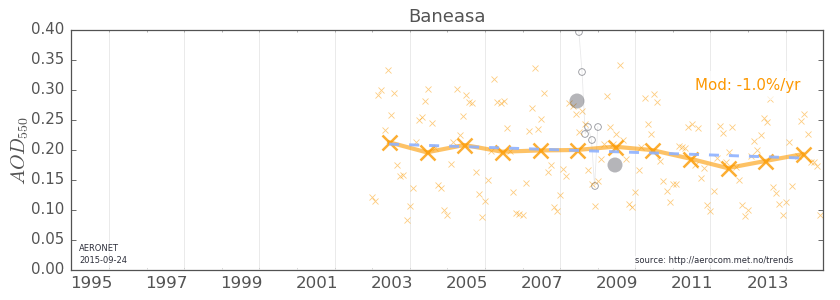 Baneasa
0.40
0.35
0.30
0.25
0.20
0.15
0.10
0.05
0.00
AOD550
Mod: -1.0%/yr
AERONET
2015-09-24
source: http://aerocom.met.no/trends
1995 1997 1999 2001 2003 2005 2007 2009 2011 2013